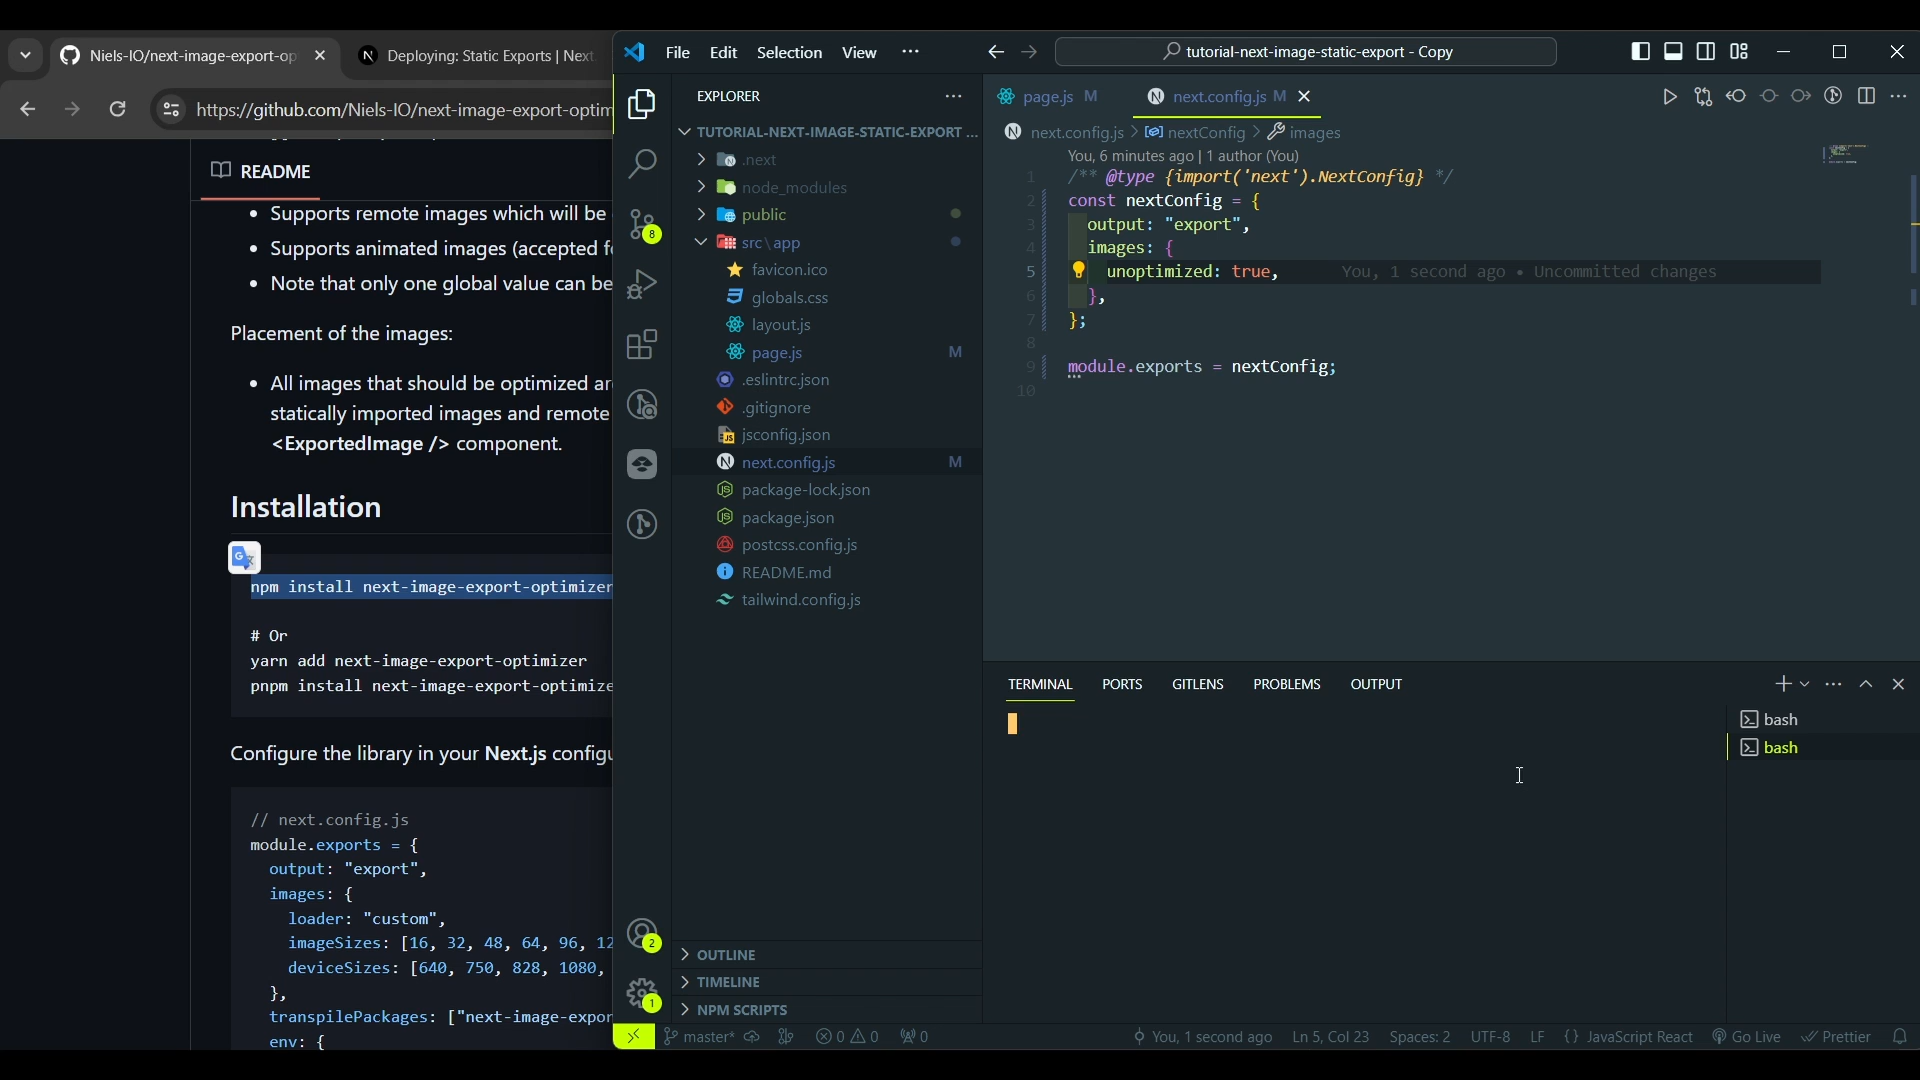 Niels-IO/next-image-export-op
Deploying: Static Exports | Next
https://github.com/Niels-IO/next-image-export-optim
README
• Supports remote images which will be
• Supports animated images (accepted f
• Note that only one global value can be
Placement of the images:
• All images that should be optimized ar
statically imported images and remote
<ExportedImage /> component.
Installation
npm install next-image-export-optimizer
# Or
yarn add next-image-export-optimizer
pnpm install next-image-export-optimize
Configure the library in your Next.js configu
// next.config.js
module.exports = {
output: "export",
images: {
loader: "custom",
imageSizes: [16, 32, 48, 64, 96, 12
deviceSizes: [640, 750, 828, 1080,
},
transpilePackages: ["next-image-expor
env: {
File Edit Selection View ···
tutorial-next-image-static-export - Copy
EXPLORER
TUTORIAL-NEXT-IMAGE-STATIC-EXPORT ...
.next
node_modules
public
src\app
favicon.ico
globals.css
layout.js
page.js M
.eslintrc.json
.gitignore
jsconfig.json
next.config.js M
package-lock.json
package.json
postcss.config.js
README.md
tailwind.config.js
OUTLINE
TIMELINE
NPM SCRIPTS
8
2
1
page.js M
next.config.js M
next.config.js > nextConfig > images
You, 6 minutes ago | 1 author (You)
1 /** @type {import('next').NextConfig} */
2 const nextConfig = {
3 output: "export",
4 images: {
5 unoptimized: true, You, 1 second ago • Uncommitted changes
6 },
7 };
8
9 module.exports = nextConfig;
10
TERMINAL PORTS GITLENS PROBLEMS OUTPUT
bash
bash
master* 0 0 0 You, 1 second ago Ln 5, Col 23 Spaces: 2 UTF-8 LF {} JavaScript React Go Live Prettier